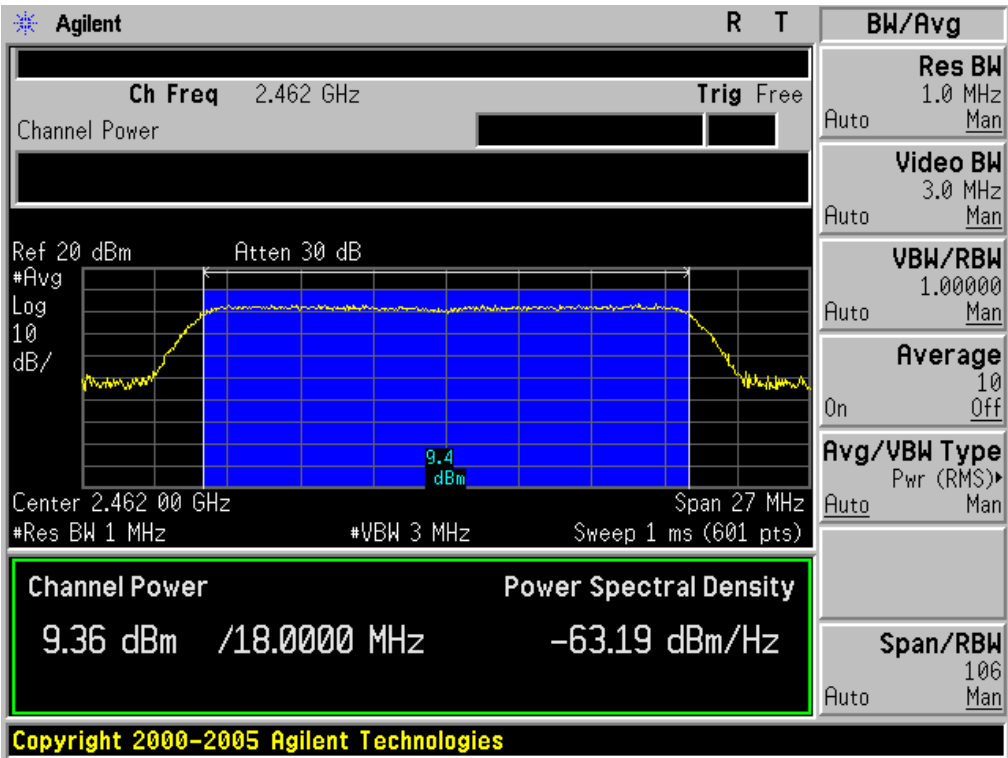 Agilent R T
BW/Avg
Ch Freq 2.462 GHz Trig Free
Channel Power
Ref 20 dBm Atten 30 dB
#Avg
Log
10
dB/
9.4
dBm
Center 2.462 00 GHz Span 27 MHz
#Res BW 1 MHz #VBW 3 MHz Sweep 1 ms (601 pts)
Channel Power Power Spectral Density
9.36 dBm /18.0000 MHz -63.19 dBm/Hz
Res BW
1.0 MHz
Auto Man
Video BW
3.0 MHz
Auto Man
VBW/RBW
1.00000
Auto Man
Average
10
On Off
Avg/VBW Type
Pwr (RMS)▸
Auto Man
Span/RBW
106
Auto Man
Copyright 2000-2005 Agilent Technologies